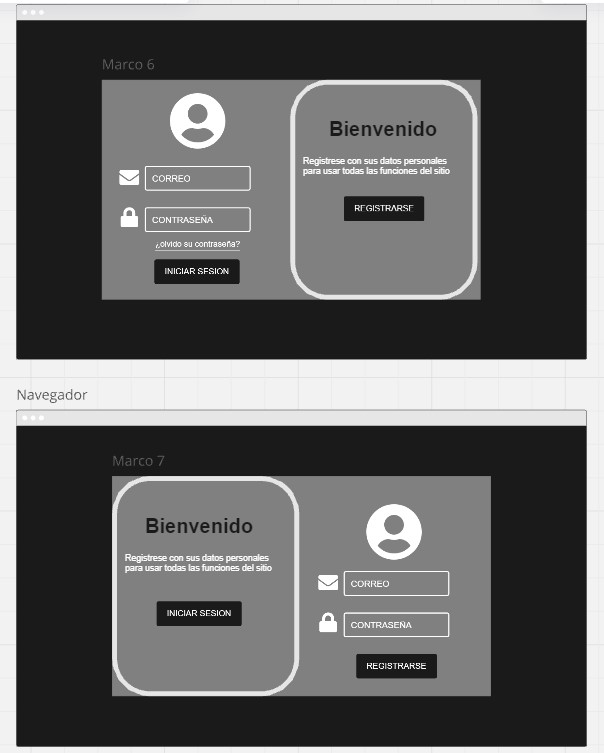 Marco 6
Bienvenido
Registrese con sus datos personales
para usar todas las funciones del sitio
CORREO
CONTRASEÑA
REGISTRARSE
¿olvido su contraseña?
INICIAR SESION
Navegador
Marco 7
Bienvenido
Registrese con sus datos personales
para usar todas las funciones del sitio
INICIAR SESION
CORREO
CONTRASEÑA
REGISTRARSE